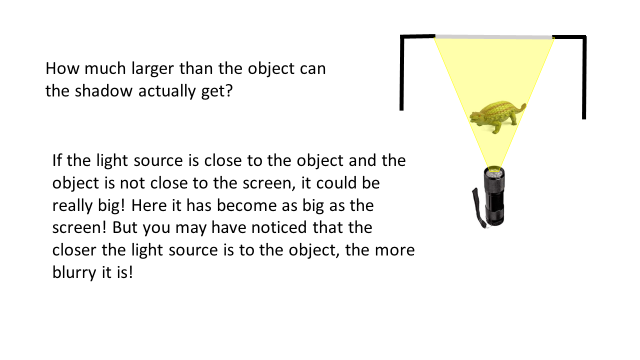 How much larger than the object can
the shadow actually get?
If the light source is close to the object and the
object is not close to the screen, it could be
really big! Here it has become as big as the
screen! But you may have noticed that the
closer the light source is to the object, the more
blurry it is!